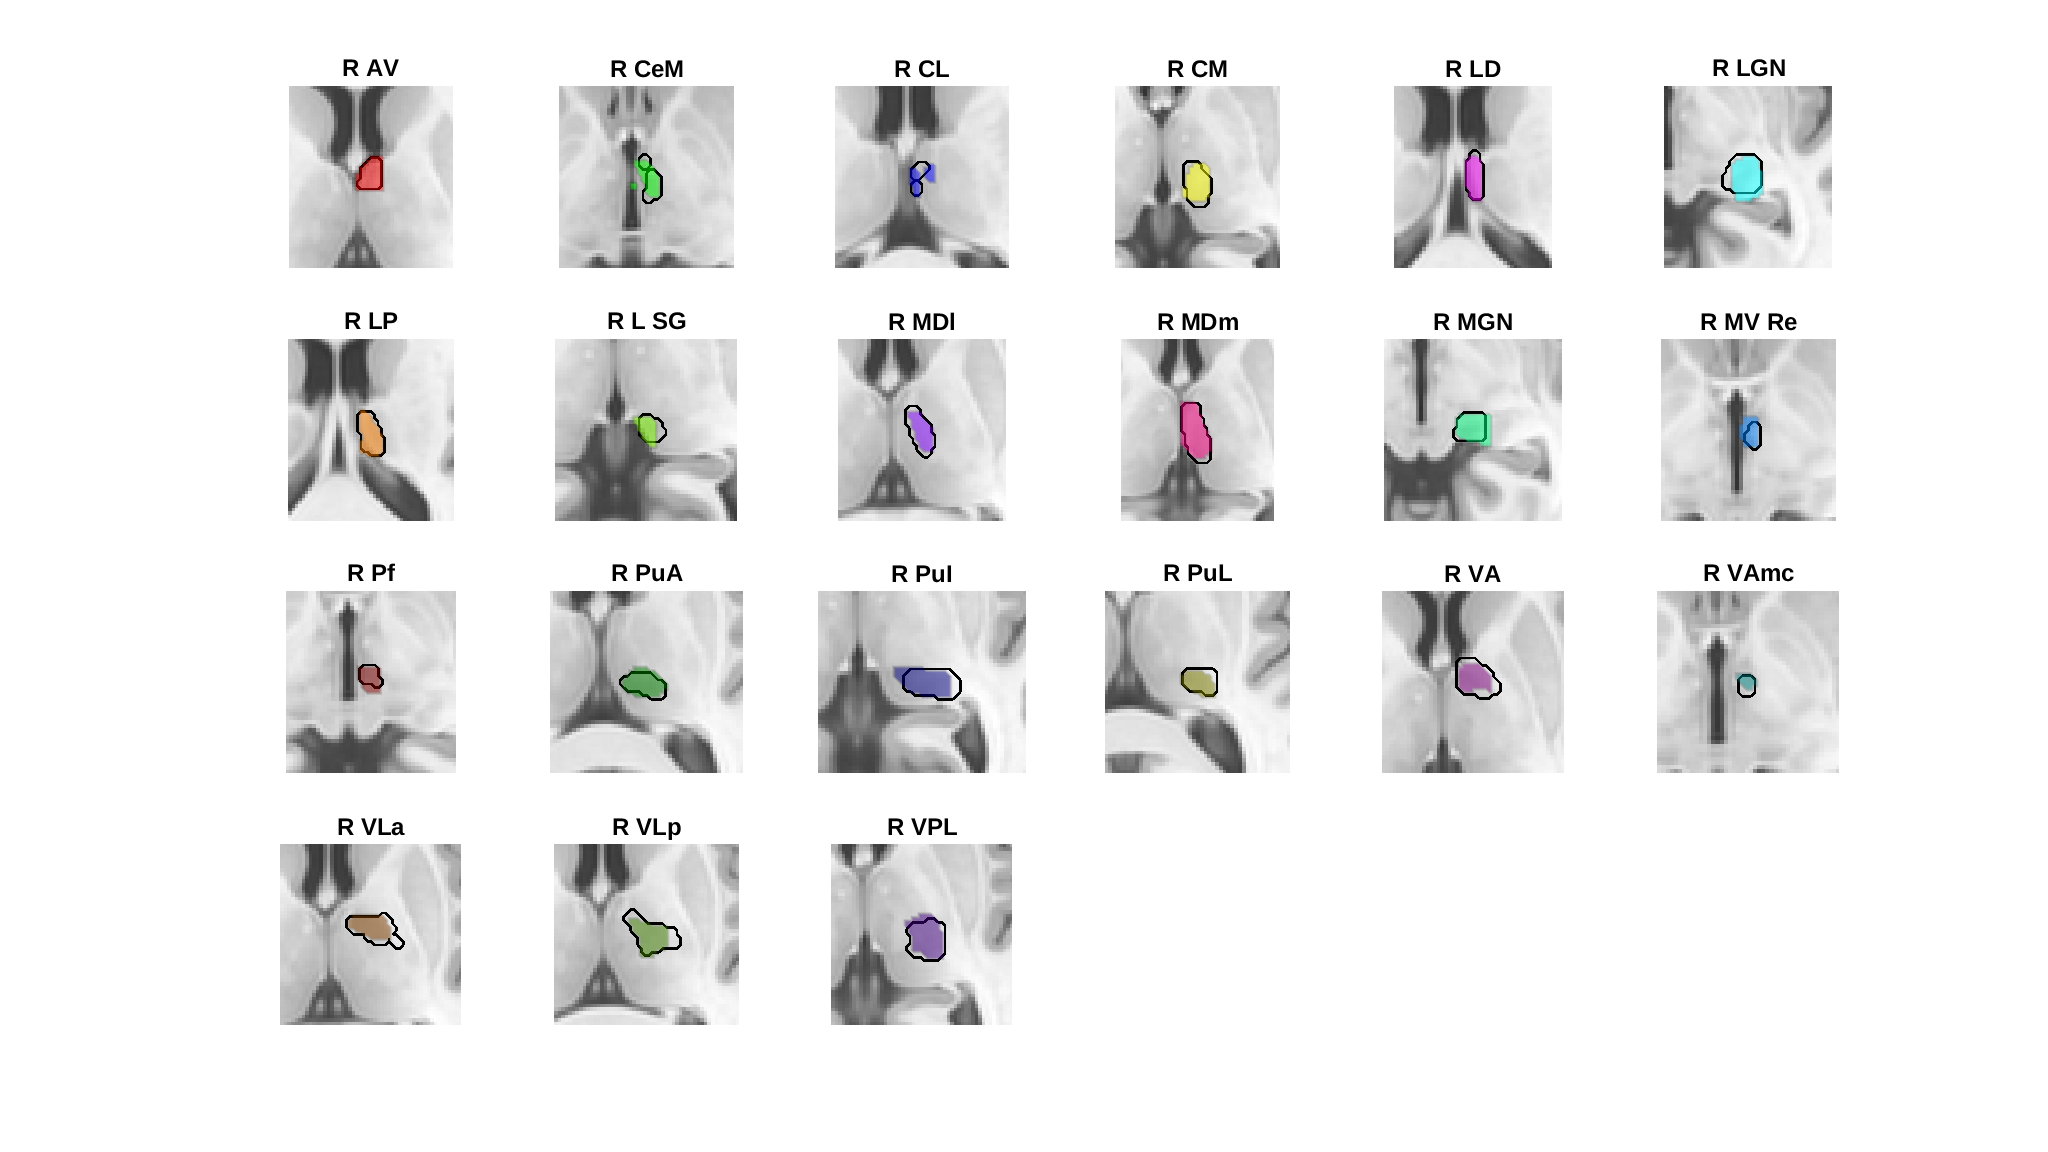 R AV R CeM R CL R CM R LD R LGN
R LP R L SG R MDl R MDm R MGN R MV Re
R Pf R PuA R PuI R PuL R VA R VAmc
R VLa R VLp R VPL